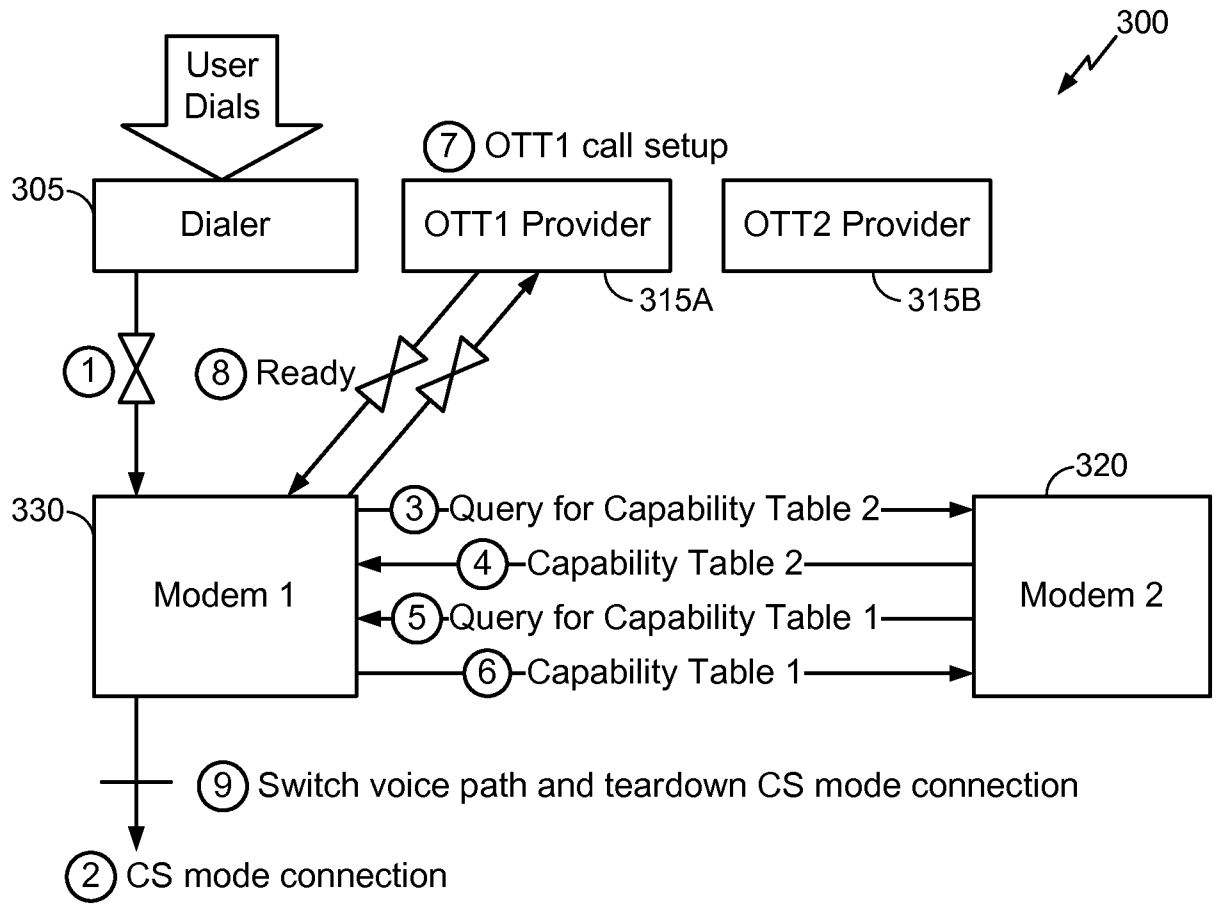 300
User
Dials
7 OTT1 call setup
305
Dialer
OTT1 Provider
OTT2 Provider
315A
315B
1
8 Ready
320
330
3 Query for Capability Table 2
4 Capability Table 2
Modem 1
Modem 2
5 Query for Capability Table 1
6 Capability Table 1
9 Switch voice path and teardown CS mode connection
2 CS mode connection